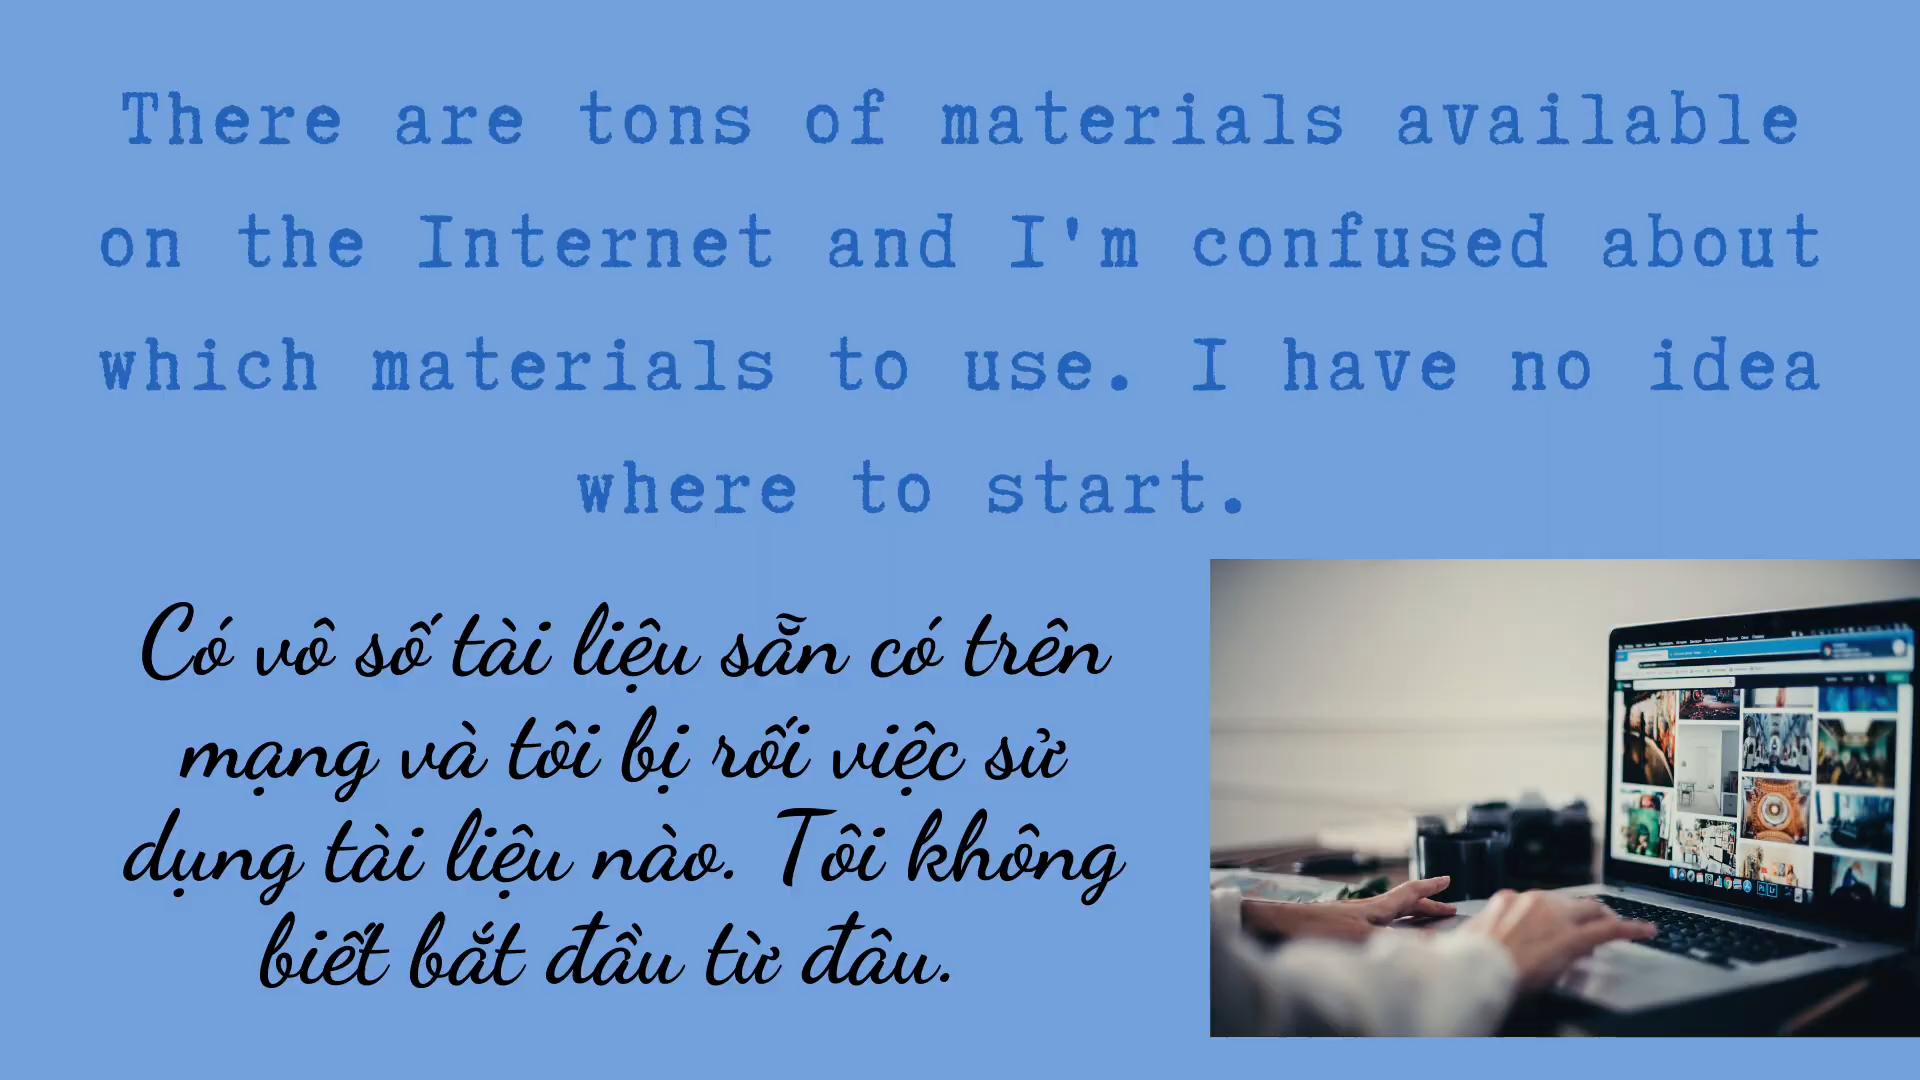 There are tons of materials available
on the Internet and I'm confused about
which materials to use. I have no idea
where to start.
Có vô số tài liệu sẵn có trên
mạng và tôi bị rối việc sử
dụng tài liệu nào. Tôi không
biết bắt đầu từ đâu.